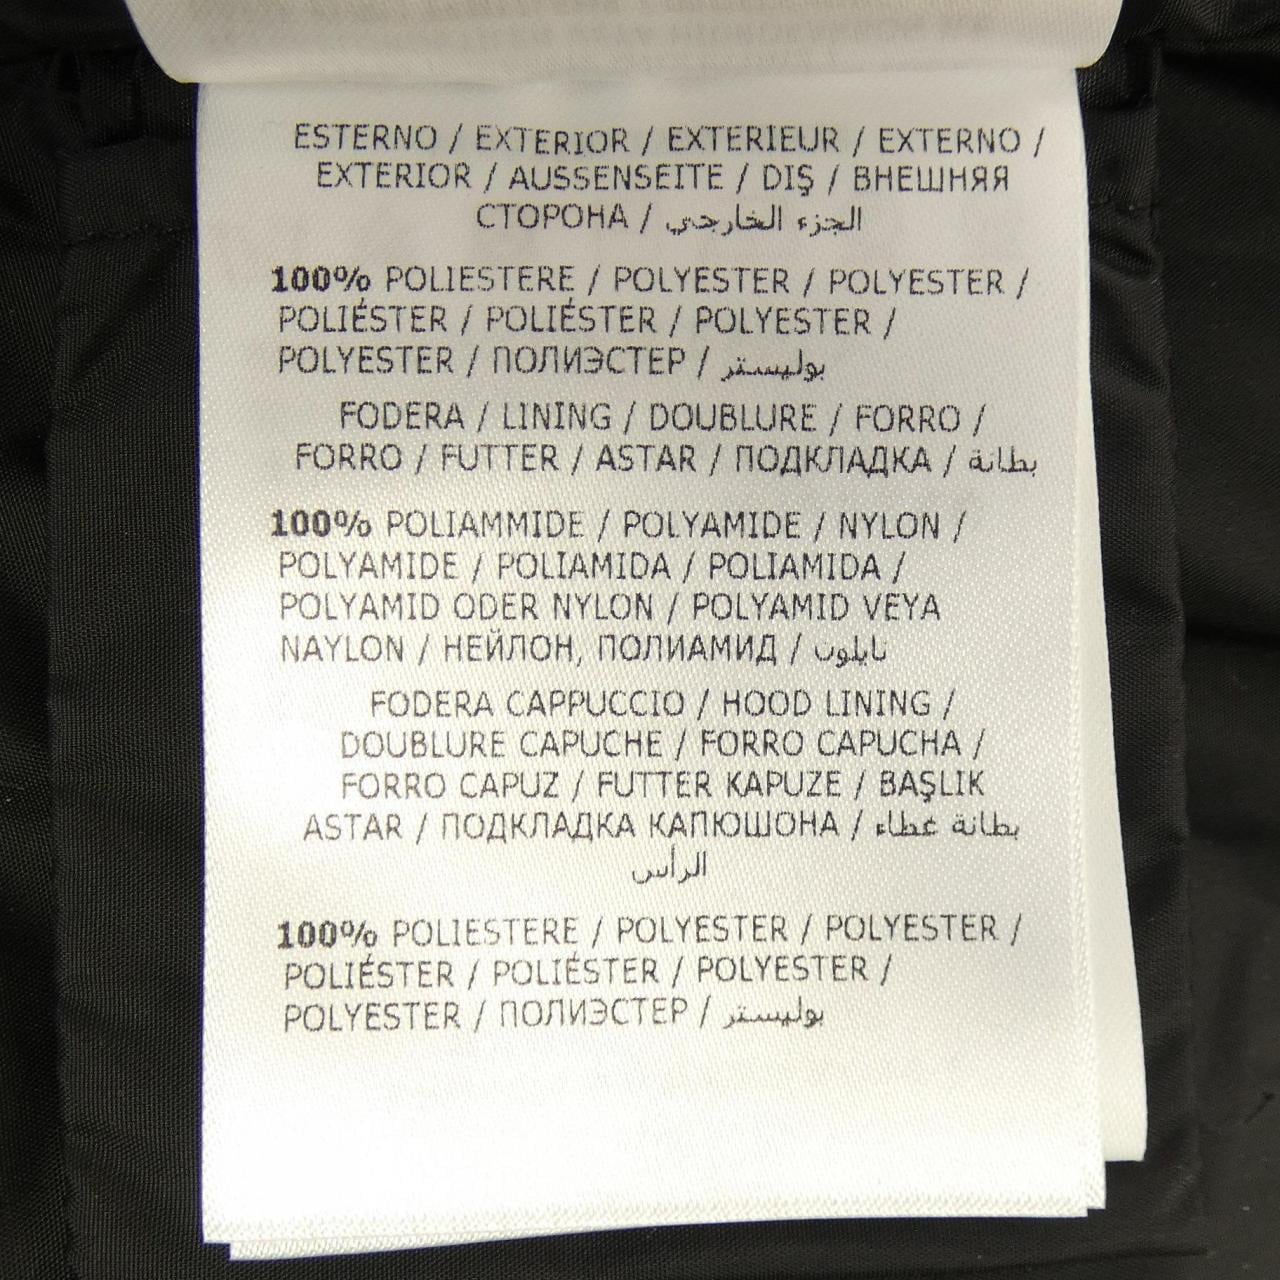 ESTERNO / EXTERIOR / EXTERIEUR / EXTERNO /
EXTERIOR / AUSSENSEITE / DIŞ / ВНЕШНЯЯ
СТОРОНА / الجزء الخارجي
100% POLIESTERE / POLYESTER / POLYESTER /
POLIÉSTER / POLIÉSTER / POLYESTER /
POLYESTER / ПОЛИЭСТЕР / بوليستر
FODERA / LINING / DOUBLURE / FORRO /
FORRO / FUTTER / ASTAR / ПОДКЛАДКА / بطانة
100% POLIAMMIDE / POLYAMIDE / NYLON /
POLYAMIDE / POLIAMIDA / POLIAMIDA /
POLYAMID ODER NYLON / POLYAMID VEYA
NAYLON / НЕЙЛОН, ПОЛИАМИД / نايلون
FODERA CAPPUCCIO / HOOD LINING /
DOUBLURE CAPUCHE / FORRO CAPUCHA /
FORRO CAPUZ / FUTTER KAPUZE / BAŞLIK
ASTAR / ПОДКЛАДКА КАПЮШОНА / بطانة غطاء
الرأس
100% POLIESTERE / POLYESTER / POLYESTER /
POLIÉSTER / POLIÉSTER / POLYESTER /
POLYESTER / ПОЛИЭСТЕР / بوليستر